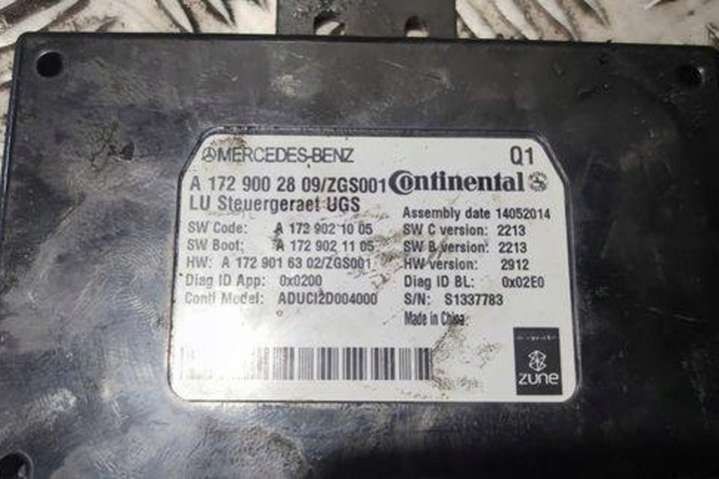 MERCEDES-BENZ Q1
A 172 900 28 09/ZGS001 Continental
LU Steuergeraet UGS
Assembly date 14052014
SW Code: A 172 902 10 05 SW C version: 2213
SW Boot: A 172 902 11 05 SW B version: 2213
HW: A 172 901 63 02/ZGS001 HW version: 2912
Diag ID App: 0x0200 Diag ID BL: 0x02E0
Conti Model: ADUCI2D004000 S/N: S1337783
Made in China
zune